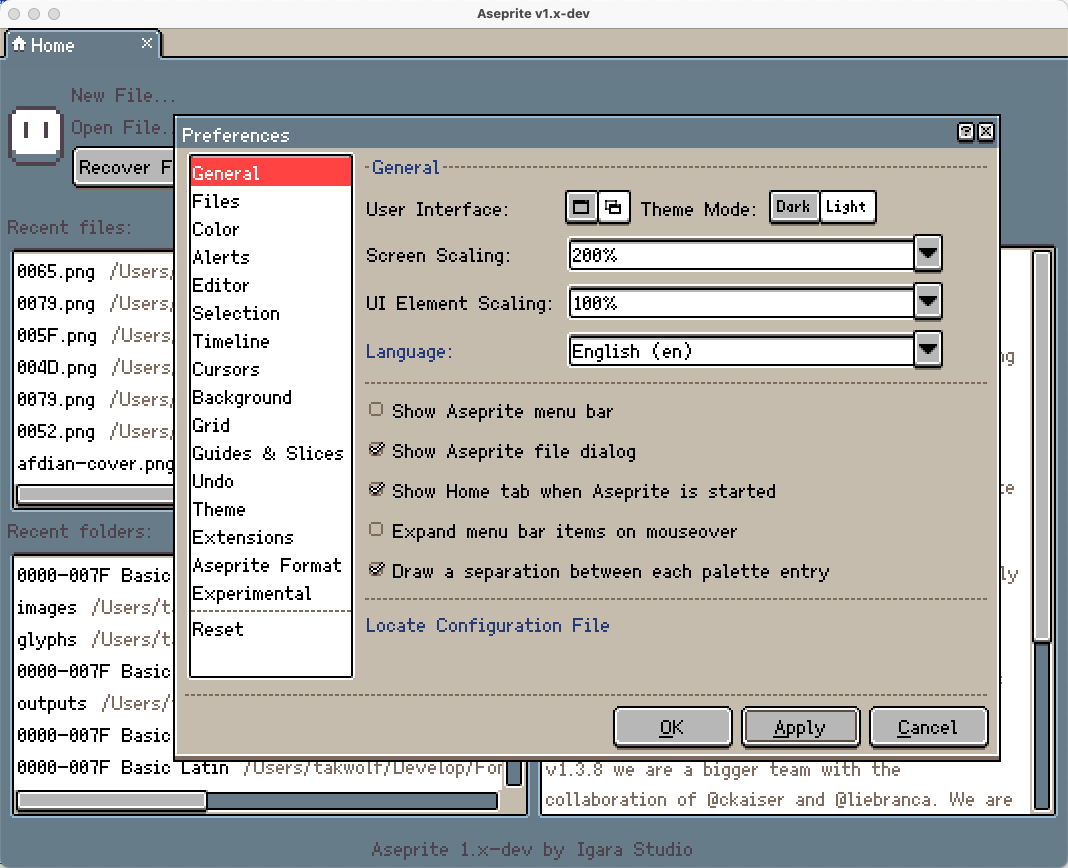 Aseprite v1.x-dev
Home
New File...
Open File..
Recover F
Recent files:
0065.png /Users/
0079.png /Users/
005F.png /Users/
004D.png /Users/
0079.png /Users/
0052.png /Users/
afdian-cover.png
Recent folders:
0000-007F Basic
images /Users/t
glyphs /Users/t
0000-007F Basic
outputs /Users/
0000-007F Basic
0000-007F Basic Latin /Users/takwolf/Develop/For
Preferences
General
Files
Color
Alerts
Editor
Selection
Timeline
Cursors
Background
Grid
Guides & Slices
Undo
Theme
Extensions
Aseprite Format
Experimental
Reset
General
User Interface: Theme Mode: Dark Light
Screen Scaling: 200%
UI Element Scaling: 100%
Language: English (en)
Show Aseprite menu bar
Show Aseprite file dialog
Show Home tab when Aseprite is started
Expand menu bar items on mouseover
Draw a separation between each palette entry
Locate Configuration File
OK Apply Cancel
v1.3.8 we are a bigger team with the
collaboration of @ckaiser and @liebranca. We are
Aseprite 1.x-dev by Igara Studio